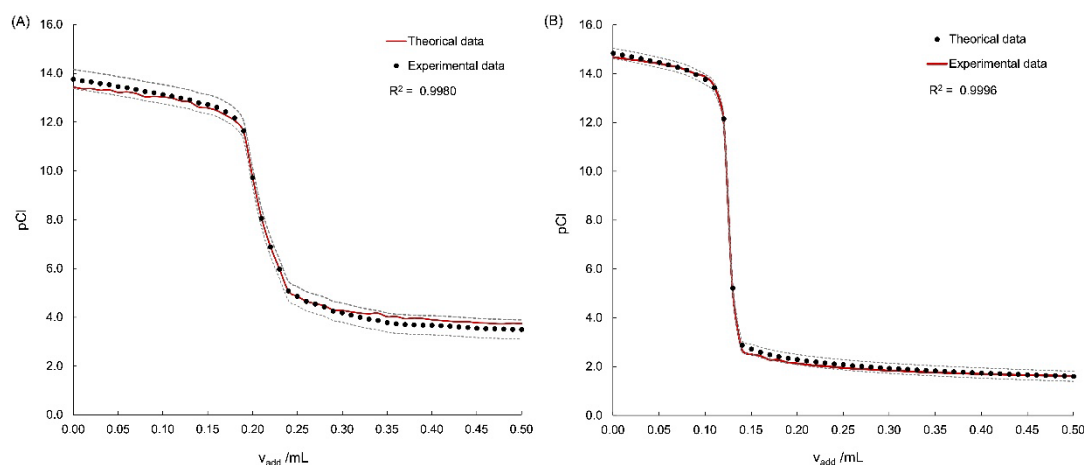 (A)
16.0
14.0
12.0
10.0
8.0
6.0
4.0
2.0
0.0
pCl
Theorical data
Experimental data
R² = 0.9980
0.00 0.05 0.10 0.15 0.20 0.25 0.30 0.35 0.40 0.45 0.50
vadd /mL
(B)
16.0
14.0
12.0
10.0
8.0
6.0
4.0
2.0
0.0
pCl
Theorical data
Experimental data
R² = 0.9996
0.00 0.05 0.10 0.15 0.20 0.25 0.30 0.35 0.40 0.45 0.50
vadd /mL